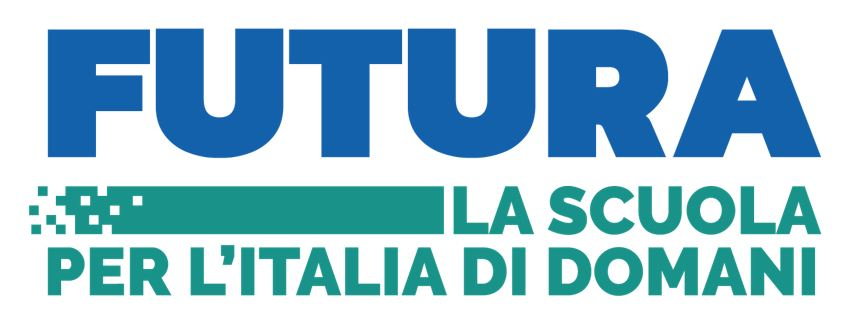 FUTURA
LA SCUOLA
PER L'ITALIA DI DOMANI